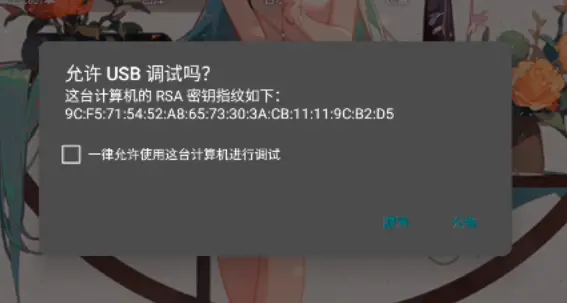 允许 USB 调试吗？
这台计算机的 RSA 密钥指纹如下：
9C:F5:71:54:52:A8:65:73:30:3A:CB:11:11:9C:B2:D5
一律允许使用这台计算机进行调试